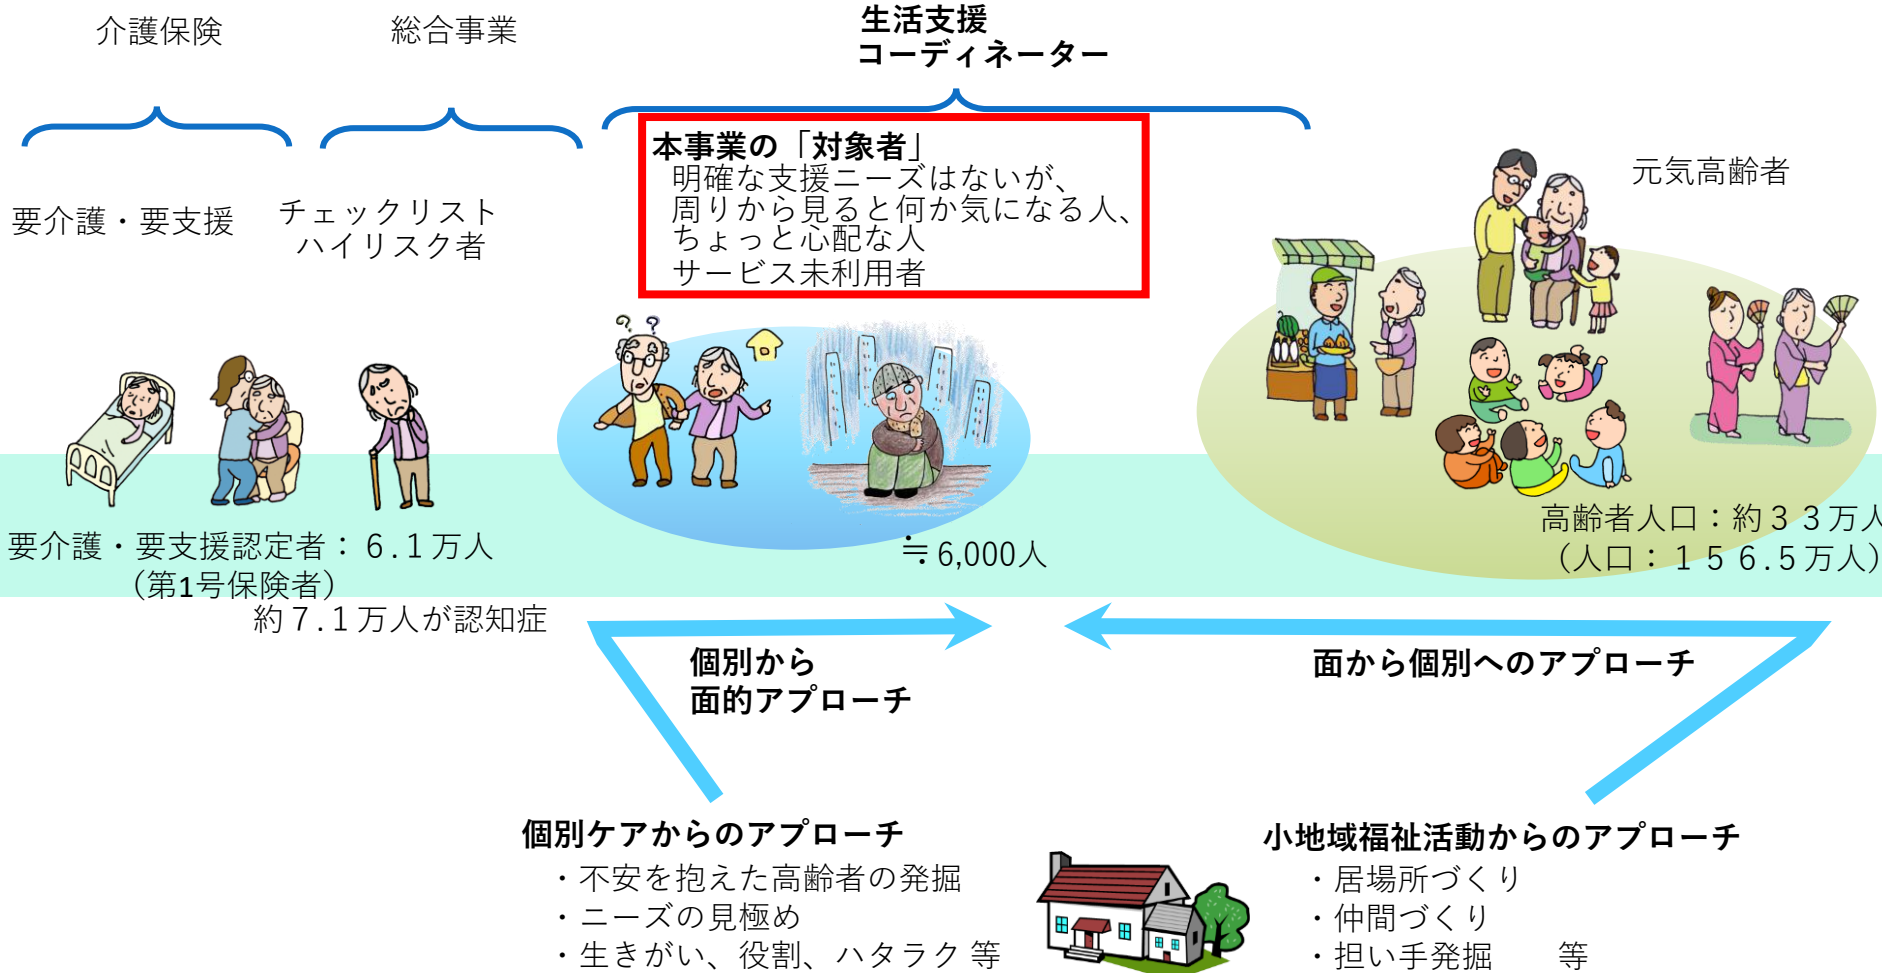 介護保険
総合事業
生活支援
コーディネーター
本事業の「対象者」
明確な支援ニーズはないが、
周りから見ると何か気になる人、
ちょっと心配な人
サービス未利用者
要介護・要支援
チェックリスト
ハイリスク者
元気高齢者
? ?
要介護・要支援認定者：６.１万人
（第1号保険者）
約７.１万人が認知症
≒6,000人
高齢者人口：約３３万人
（人口：１５６.５万人）
個別から
面的アプローチ
面から個別へのアプローチ
個別ケアからのアプローチ
・不安を抱えた高齢者の発掘
・ニーズの見極め
・生きがい、役割、ハタラク 等
小地域福祉活動からのアプローチ
・居場所づくり
・仲間づくり
・担い手発掘　　等